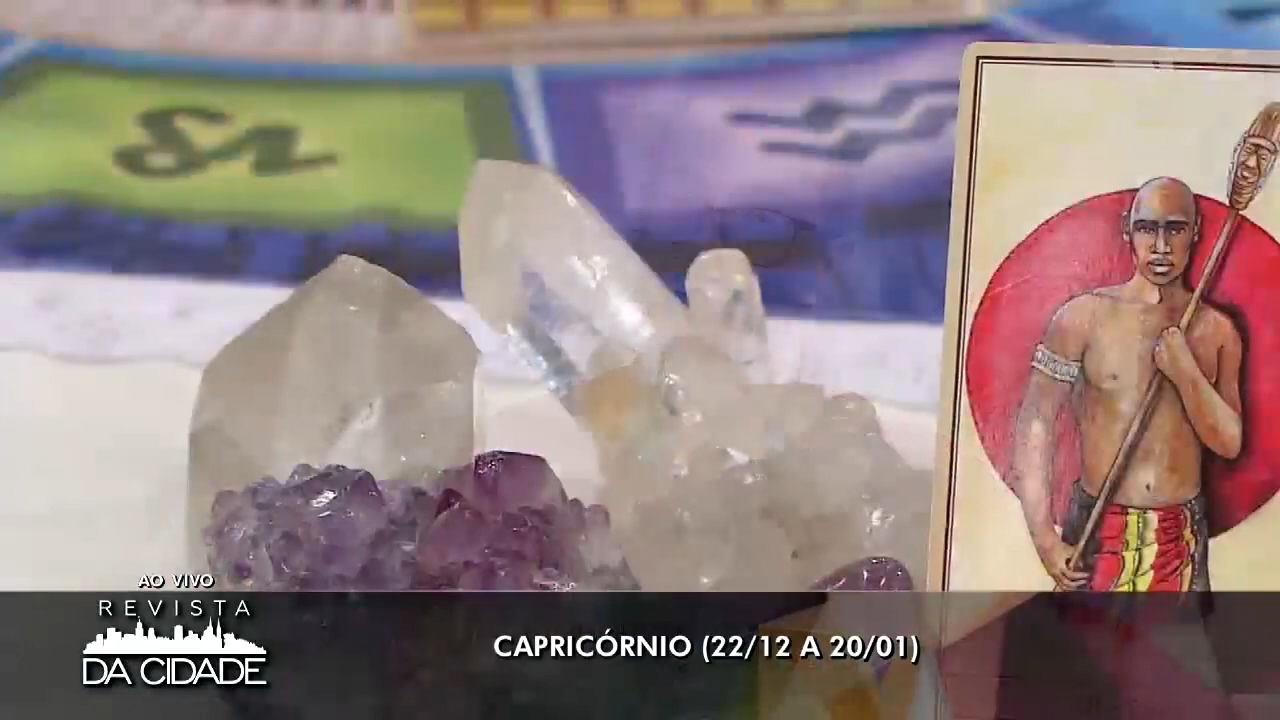 AO VIVO
REVISTA
DA CIDADE
CAPRICÓRNIO (22/12 A 20/01)